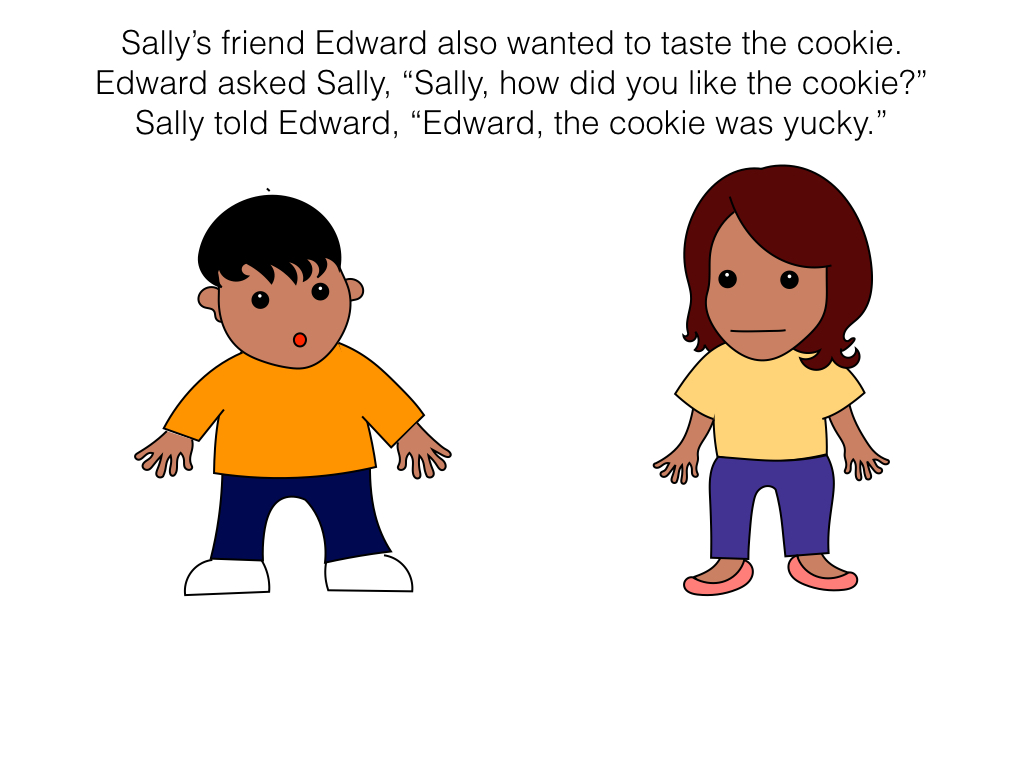 Sally’s friend Edward also wanted to taste the cookie.
Edward asked Sally, “Sally, how did you like the cookie?”
Sally told Edward, “Edward, the cookie was yucky.”